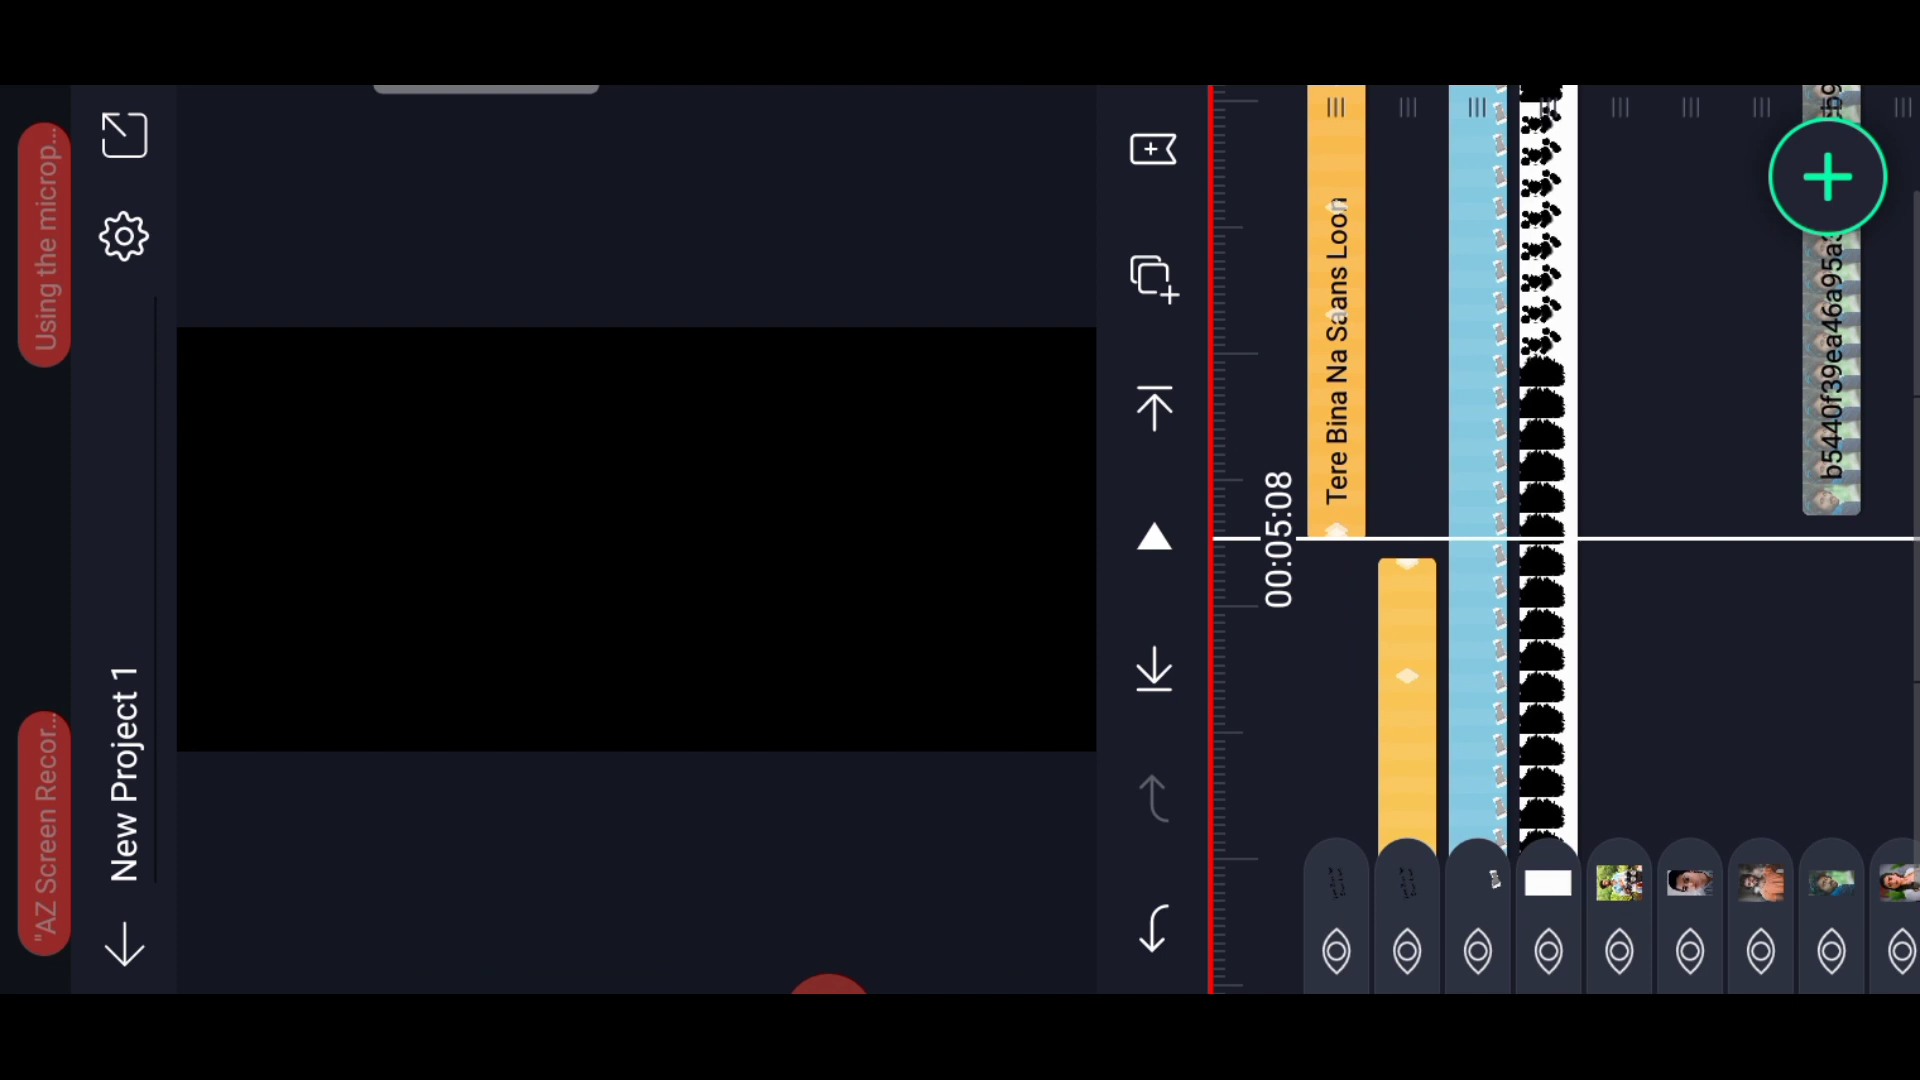 "AZ Screen Recor...
Using the microp...
New Project 1
00:05:08
Tere Bina Na Saans Loon
b5440f39ea46a95a